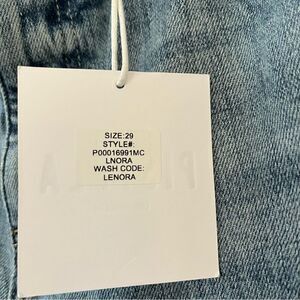 SIZE:29
STYLE#:
P00016991MC
LNORA
WASH CODE:
LENORA